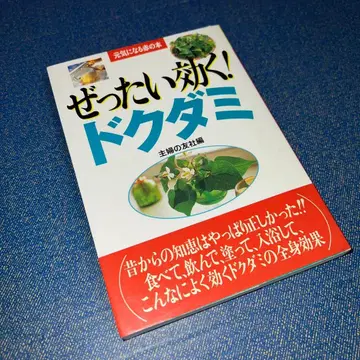 元気になる壺の本
ぜったい効く!
ドクダミ
主婦の友社編
昔からの知恵はやっぱり正しかった!!
食べて、飲んで、塗って、入浴して、
こんなによく効くドクダミの全身効果